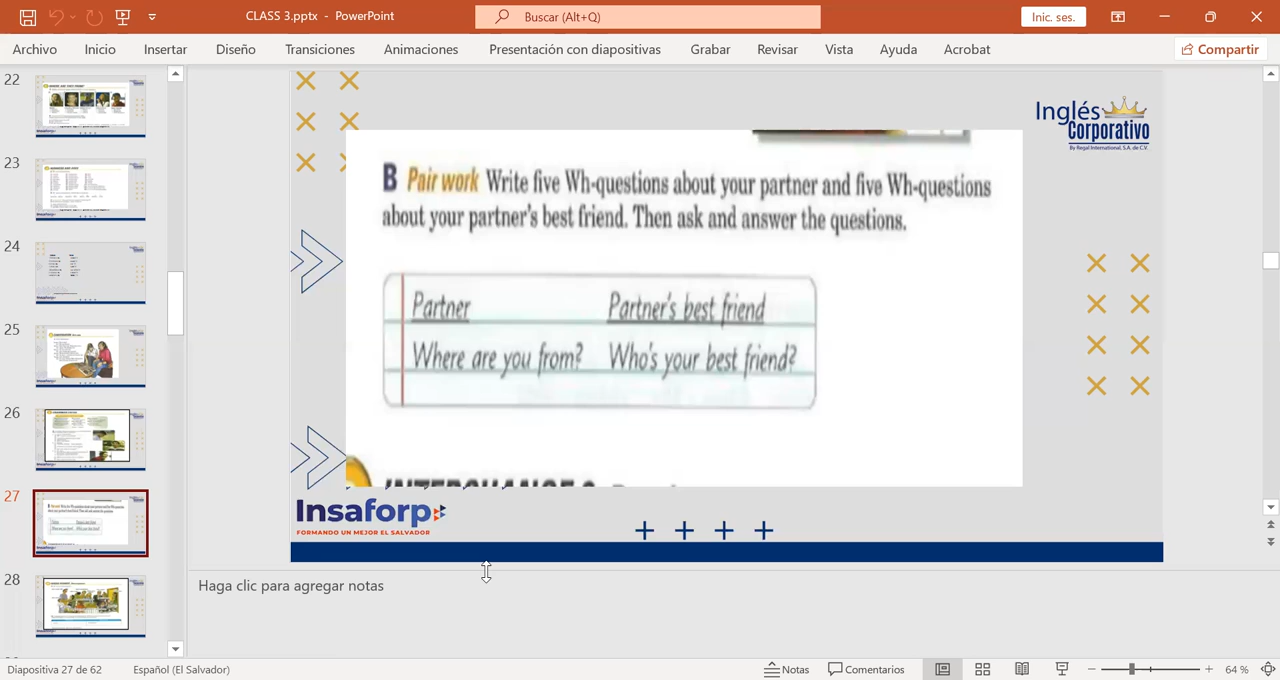 CLASS 3.pptx - PowerPoint
Buscar (Alt+Q)
Inic. ses.
Archivo Inicio Insertar Diseño Transiciones Animaciones Presentación con diapositivas Grabar Revisar Vista Ayuda Acrobat
Compartir
22
23
24
25
26
27
28
Inglés
Corporativo
By Regal International, S.A. de C.V.
B Pair work Write five Wh-questions about your partner and five Wh-questions
about your partner's best friend. Then ask and answer the questions.
Partner Partner's best friend
Where are you from? Who's your best friend?
Insaforp
FORMANDO UN MEJOR EL SALVADOR
Haga clic para agregar notas
Diapositiva 27 de 62 Español (El Salvador) Notas Comentarios 64 %